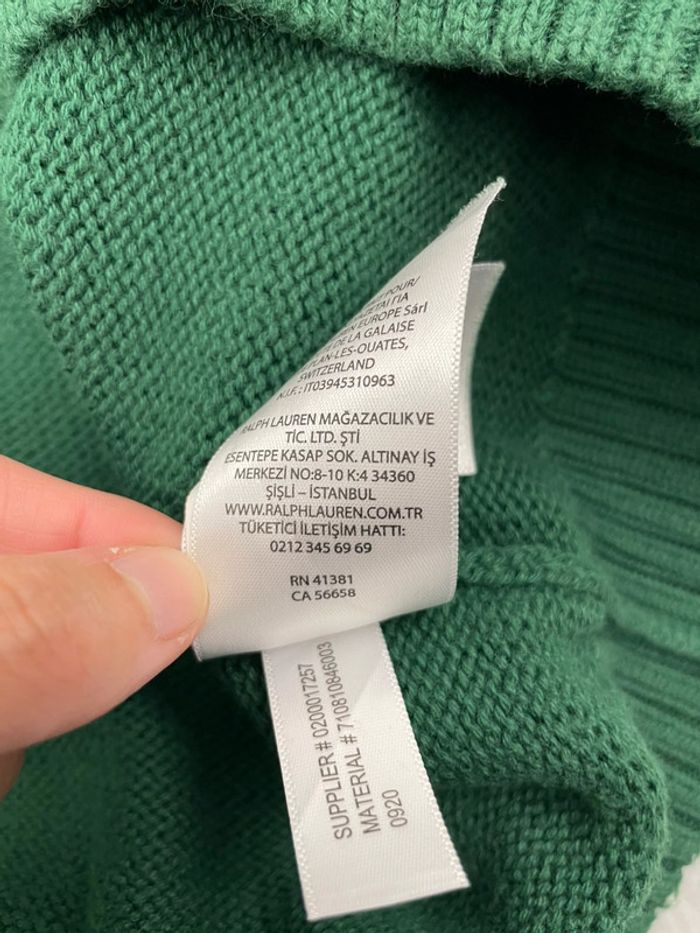 POUR/
EUROPE Sárl
DE LA GALAISE
PLAN-LES-OUATES,
SWITZERLAND
N.I.F.: IT03945310963
RALPH LAUREN MAĞAZACILIK VE
TİC. LTD. ŞTİ
ESENTEPE KASAP SOK. ALTINAY İŞ
MERKEZİ NO:8-10 K:4 34360
ŞİŞLİ – İSTANBUL
WWW.RALPHLAUREN.COM.TR
TÜKETİCİ İLETİŞİM HATTI:
0212 345 69 69
RN 41381
CA 56658
SUPPLIER # 0200017257
MATERIAL # 710810846003
0920